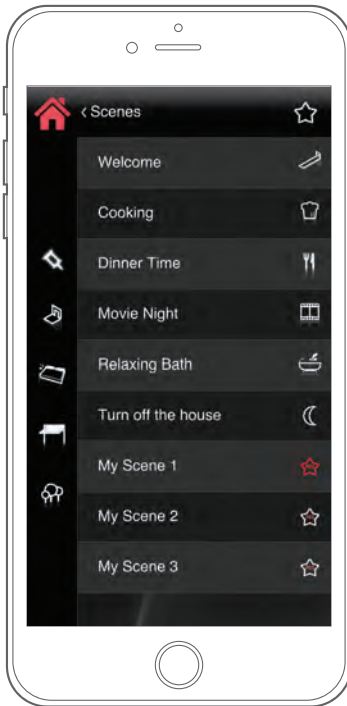 ‹ Scenes
Welcome
Cooking
Dinner Time
Movie Night
Relaxing Bath
Turn off the house
My Scene 1
My Scene 2
My Scene 3